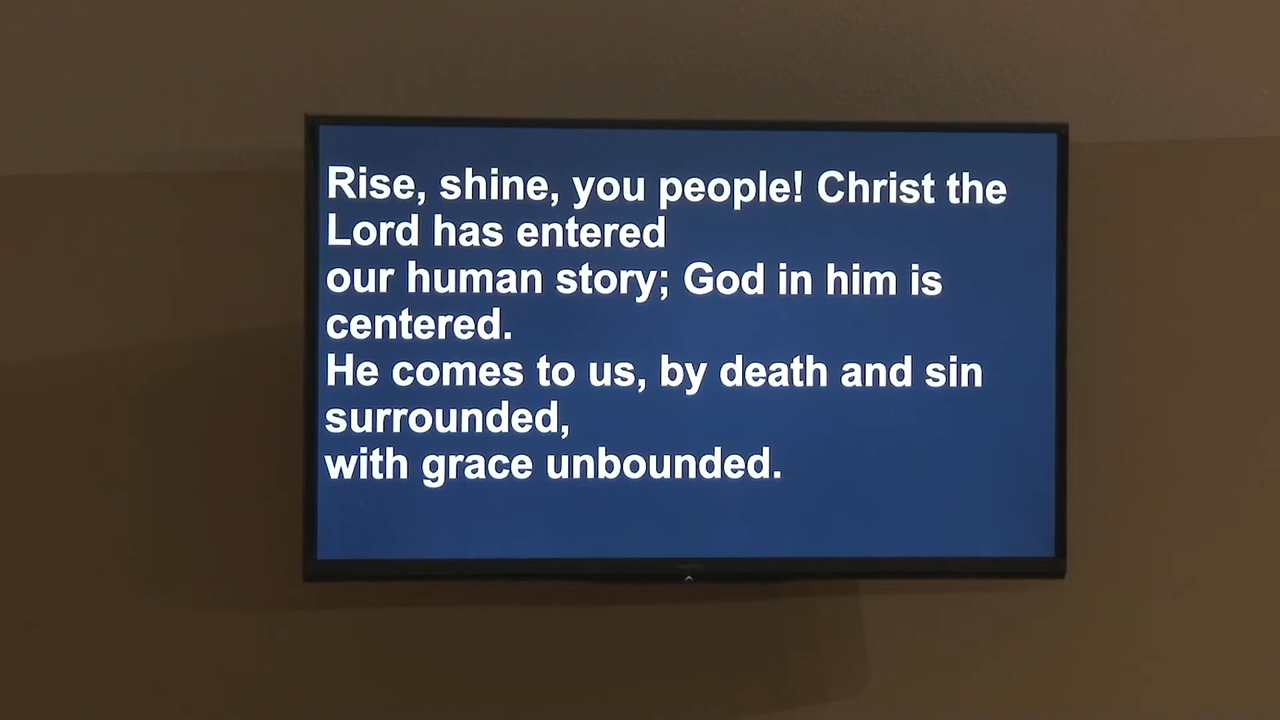 Rise, shine, you people! Christ the
Lord has entered
our human story; God in him is
centered.
He comes to us, by death and sin
surrounded,
with grace unbounded.